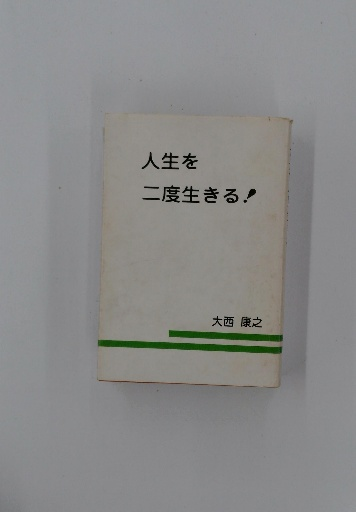 人生を
二度生きる!
大西 康之